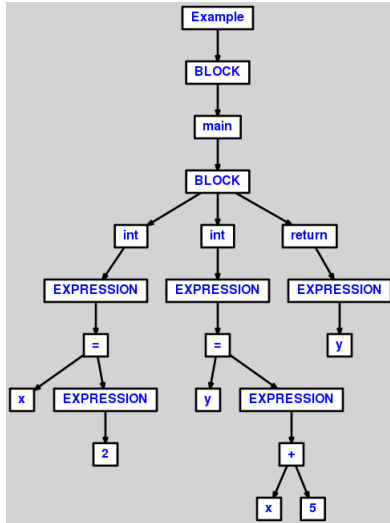 Example
BLOCK
main
BLOCK
int int return
EXPRESSION EXPRESSION EXPRESSION
= = y
x EXPRESSION y EXPRESSION
2 +
x 5